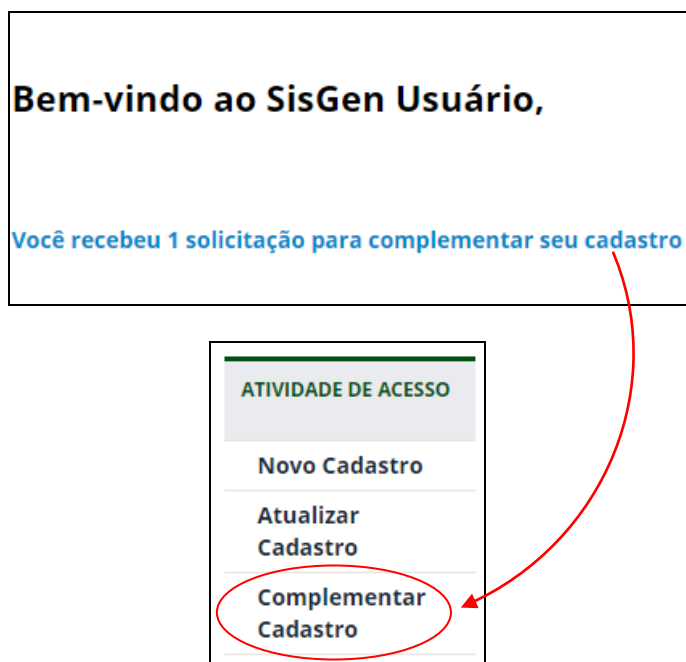 Bem-vindo ao SisGen Usuário,
Você recebeu 1 solicitação para complementar seu cadastro
ATIVIDADE DE ACESSO
Novo Cadastro
Atualizar
Cadastro
Complementar
Cadastro